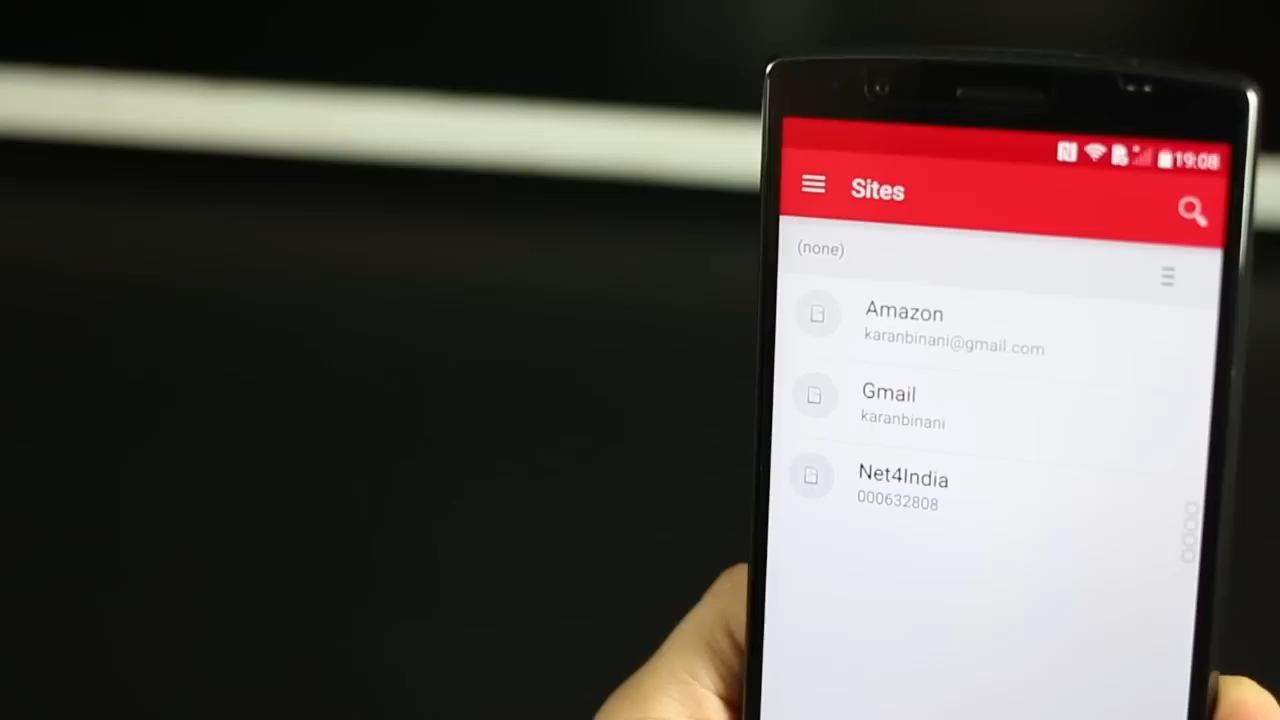 19:08
Sites
(none)
Amazon
karanbinani@gmail.com
Gmail
karanbinani
Net4India
000632808